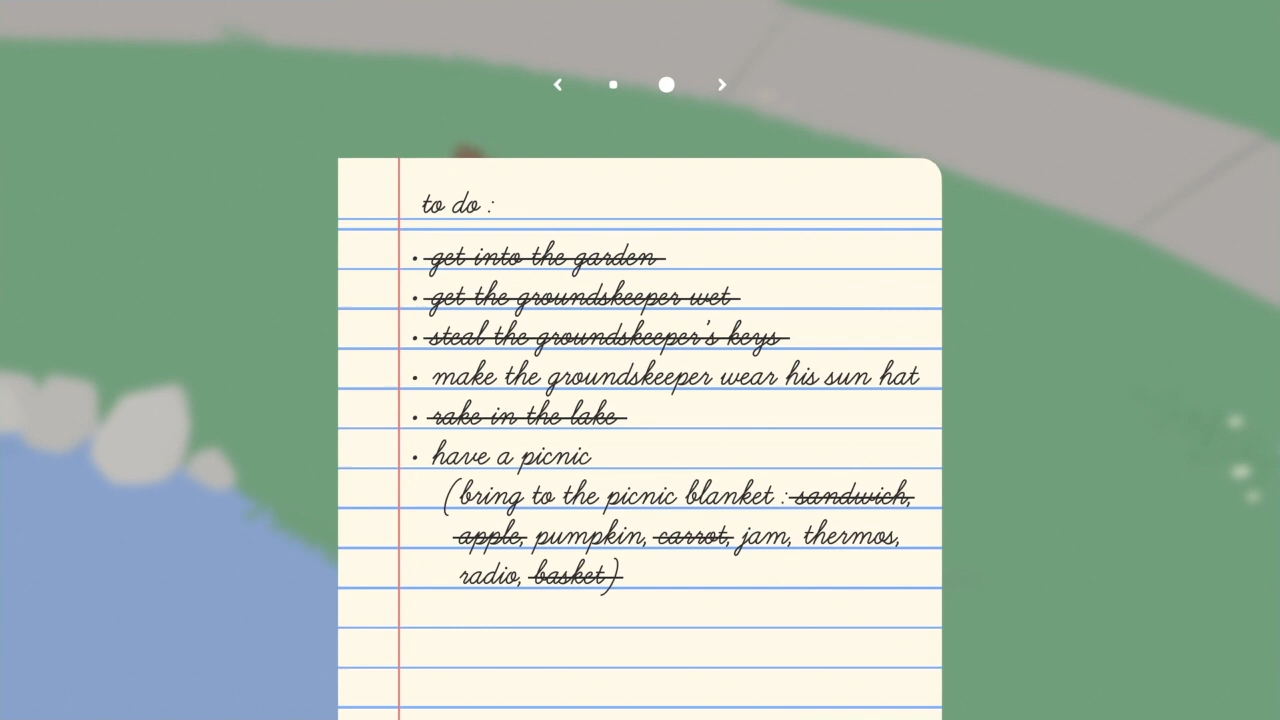 to do :
• get into the garden
• get the groundskeeper wet
• steal the groundskeeper's keys
• make the groundskeeper wear his sun hat
• rake in the lake
• have a picnic
(bring to the picnic blanket : sandwich,
apple, pumpkin, carrot, jam, thermos,
radio, basket)